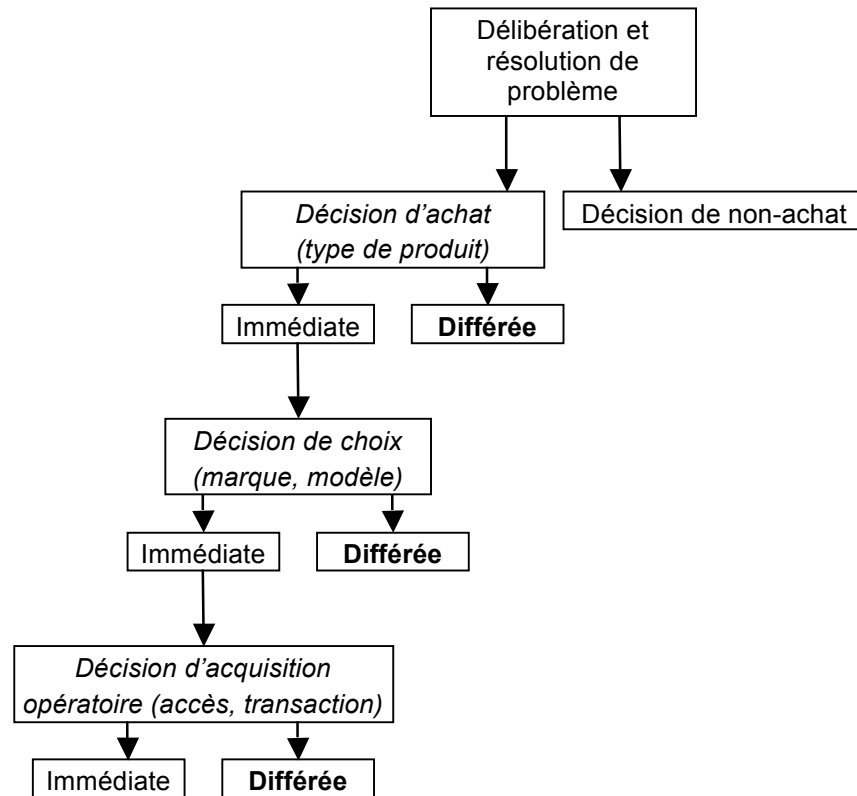 Délibération et
résolution de
problème
Décision d'achat
(type de produit)
Décision de non-achat
Immédiate
Différée
Décision de choix
(marque, modèle)
Immédiate
Différée
Décision d'acquisition
opératoire (accès, transaction)
Immédiate
Différée